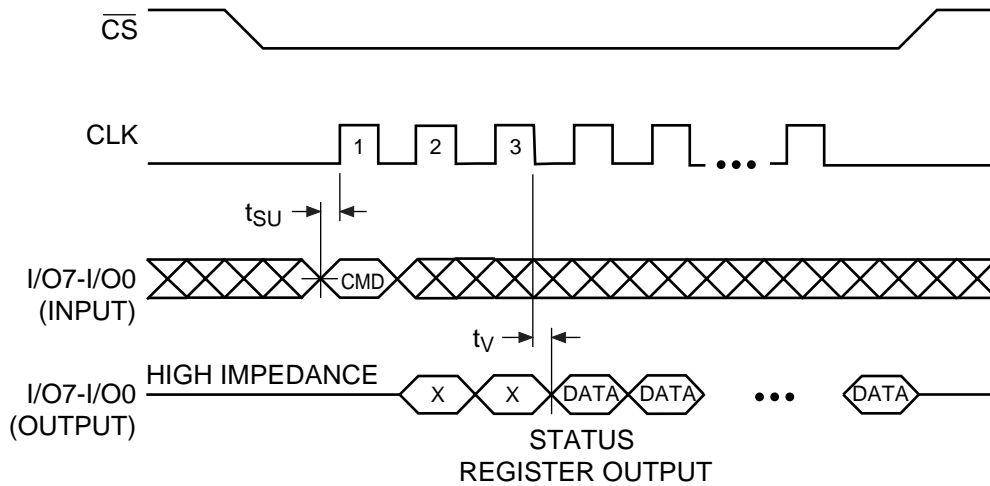 CS
CLK
1 2 3
tSU
I/O7-I/O0
(INPUT)
CMD
tV
HIGH IMPEDANCE
I/O7-I/O0
(OUTPUT)
X X DATA DATA DATA
STATUS
REGISTER OUTPUT